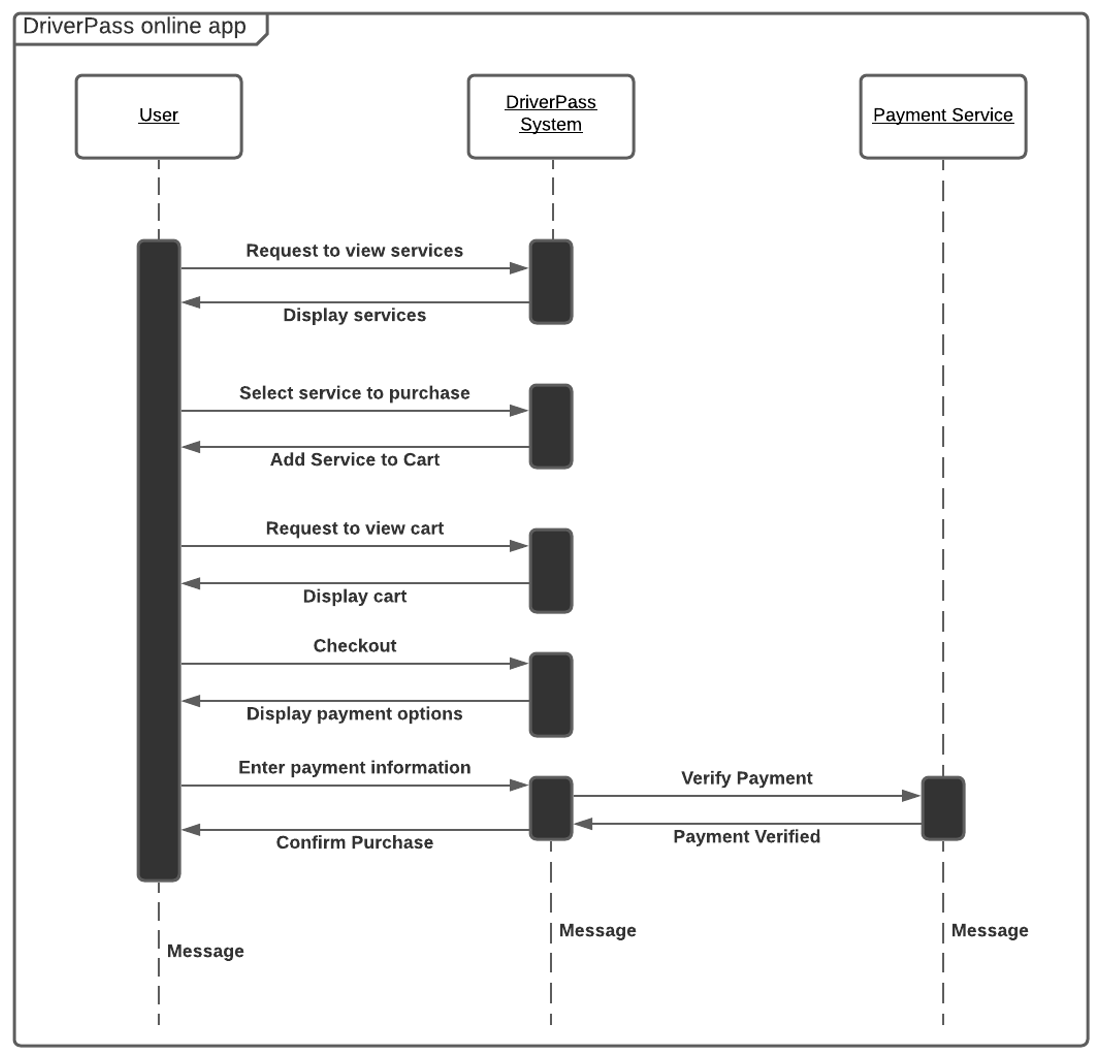 DriverPass online app
User
DriverPass
System
Payment Service
Request to view services
Display services
Select service to purchase
Add Service to Cart
Request to view cart
Display cart
Checkout
Display payment options
Enter payment information
Verify Payment
Payment Verified
Confirm Purchase
Message
Message
Message